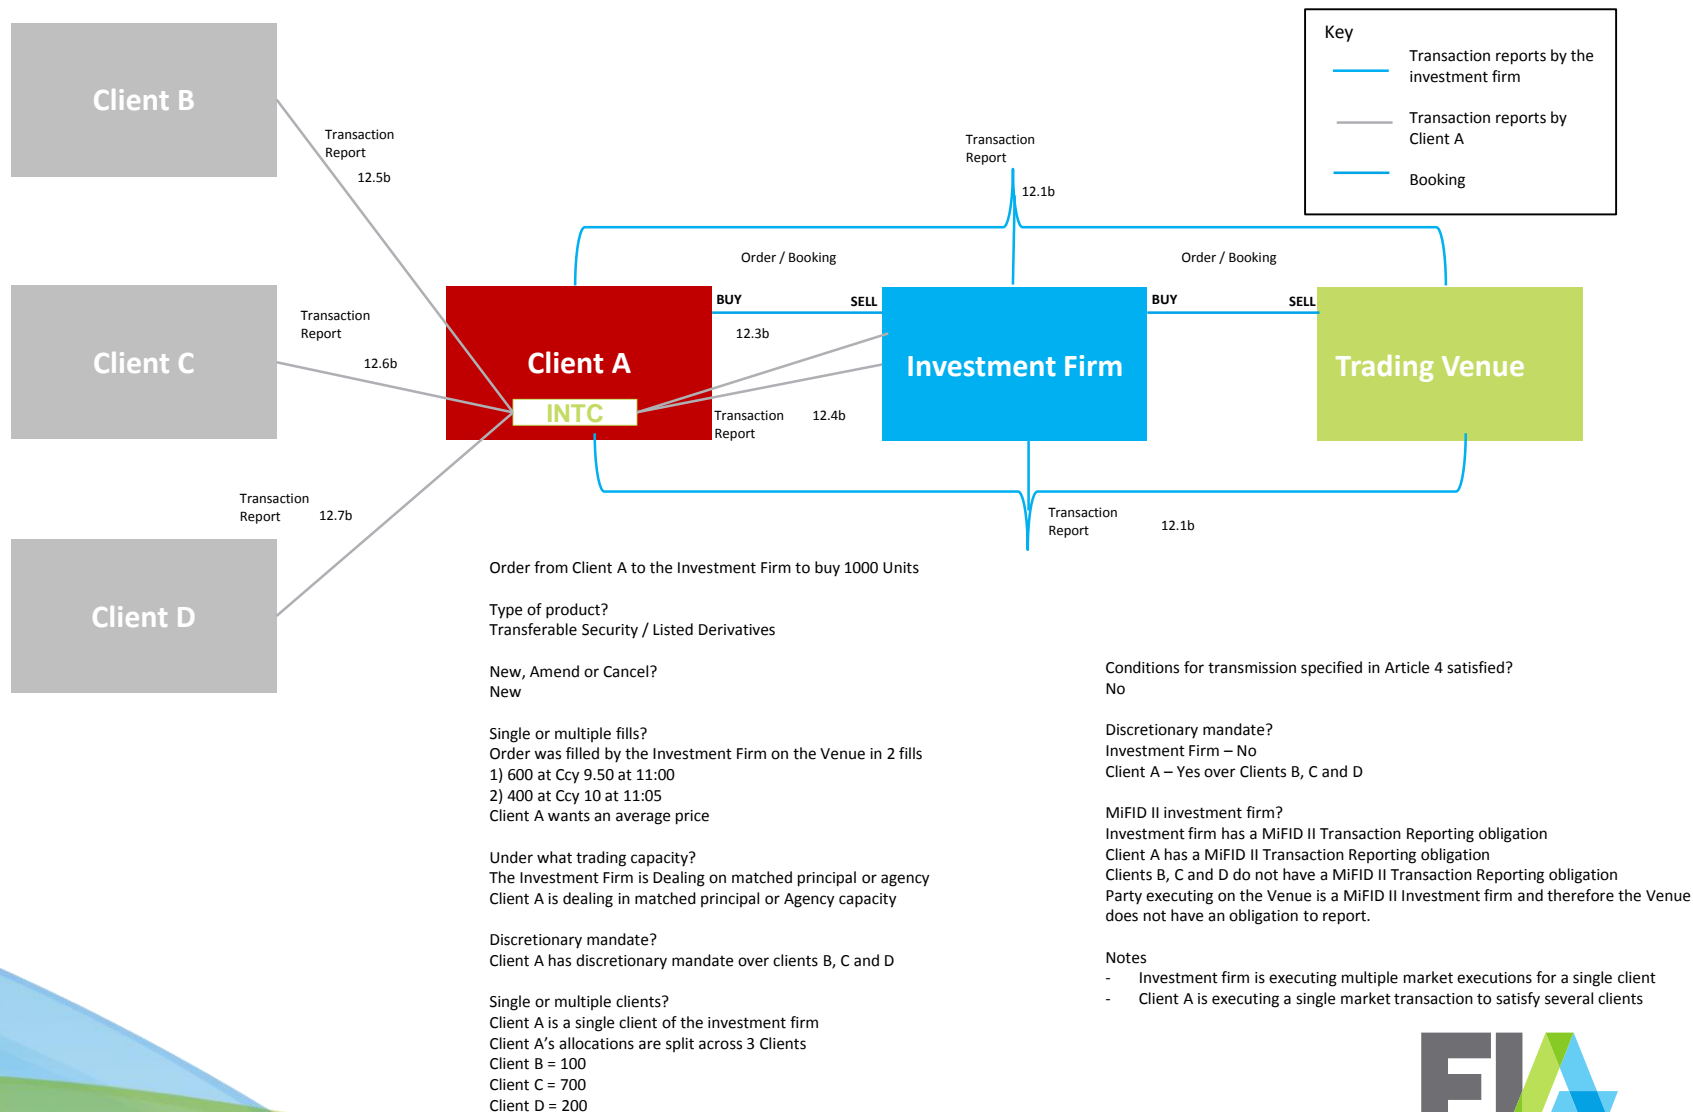 Key
Transaction reports by the
investment firm
Transaction reports by
Client A
Booking
Client B
Transaction
Report
12.5b
Transaction
Report
12.1b
Order / Booking
Order / Booking
Client C
Transaction
Report
12.6b
Client A
INTC
BUY
SELL
12.3b
Transaction
Report
12.4b
Investment Firm
BUY
SELL
Trading Venue
Transaction
Report
12.7b
Transaction
Report
12.1b
Client D
Order from Client A to the Investment Firm to buy 1000 Units
Type of product?
Transferable Security / Listed Derivatives
New, Amend or Cancel?
New
Single or multiple fills?
Order was filled by the Investment Firm on the Venue in 2 fills
1) 600 at Ccy 9.50 at 11:00
2) 400 at Ccy 10 at 11:05
Client A wants an average price
Under what trading capacity?
The Investment Firm is Dealing on matched principal or agency
Client A is dealing in matched principal or Agency capacity
Discretionary mandate?
Client A has discretionary mandate over clients B, C and D
Single or multiple clients?
Client A is a single client of the investment firm
Client A's allocations are split across 3 Clients
Client B = 100
Client C = 700
Client D = 200
Conditions for transmission specified in Article 4 satisfied?
No
Discretionary mandate?
Investment Firm – No
Client A – Yes over Clients B, C and D
MiFID II investment firm?
Investment firm has a MiFID II Transaction Reporting obligation
Client A has a MiFID II Transaction Reporting obligation
Clients B, C and D do not have a MiFID II Transaction Reporting obligation
Party executing on the Venue is a MiFID II Investment firm and therefore the Venue
does not have an obligation to report.
Notes
- Investment firm is executing multiple market executions for a single client
- Client A is executing a single market transaction to satisfy several clients
FIA